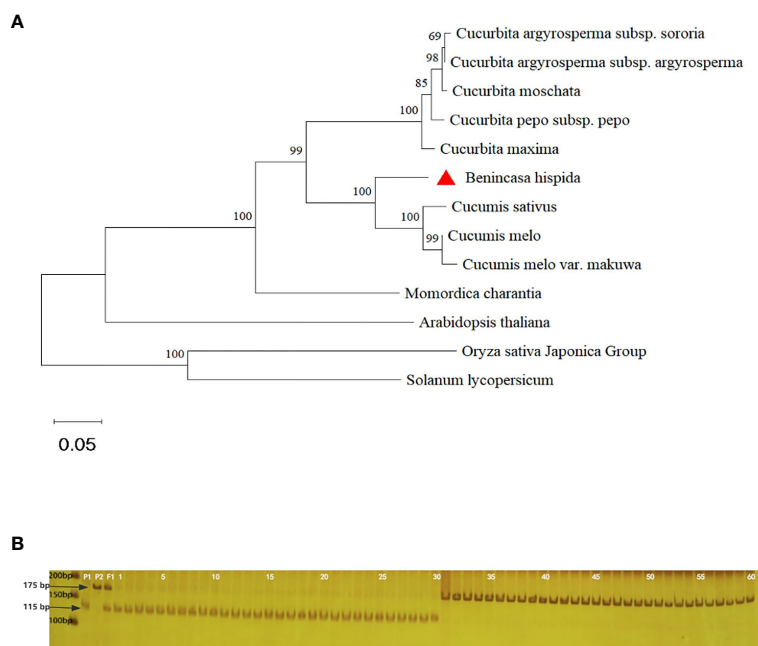 A
Cucurbita argyrosperma subsp. sororia
69
98
Cucurbita argyrosperma subsp. argyrosperma
85
Cucurbita moschata
100
Cucurbita pepo subsp. pepo
99
Cucurbita maxima
Benincasa hispida
100
Cucumis sativus
100
100
Cucumis melo
99
Cucumis melo var. makuwa
Momordica charantia
Arabidopsis thaliana
100
Oryza sativa Japonica Group
Solanum lycopersicum
0.05
B
200bp P1 P2 F1 1 5 10 15 20 25 30 35 40 45 50 55 60
175 bp
150bp
115 bp
100bp